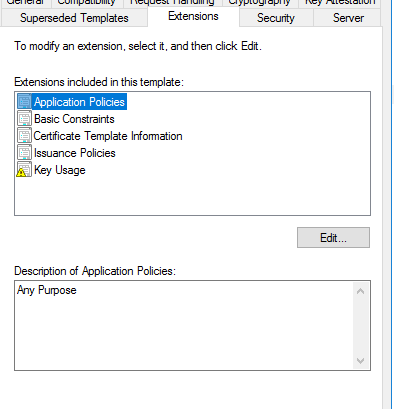 General Compatibility Request Handling Cryptography Key Attestation
Superseded Templates Extensions Security Server
To modify an extension, select it, and then click Edit.
Extensions included in this template:
Application Policies
Basic Constraints
Certificate Template Information
Issuance Policies
Key Usage
Edit...
Description of Application Policies:
Any Purpose